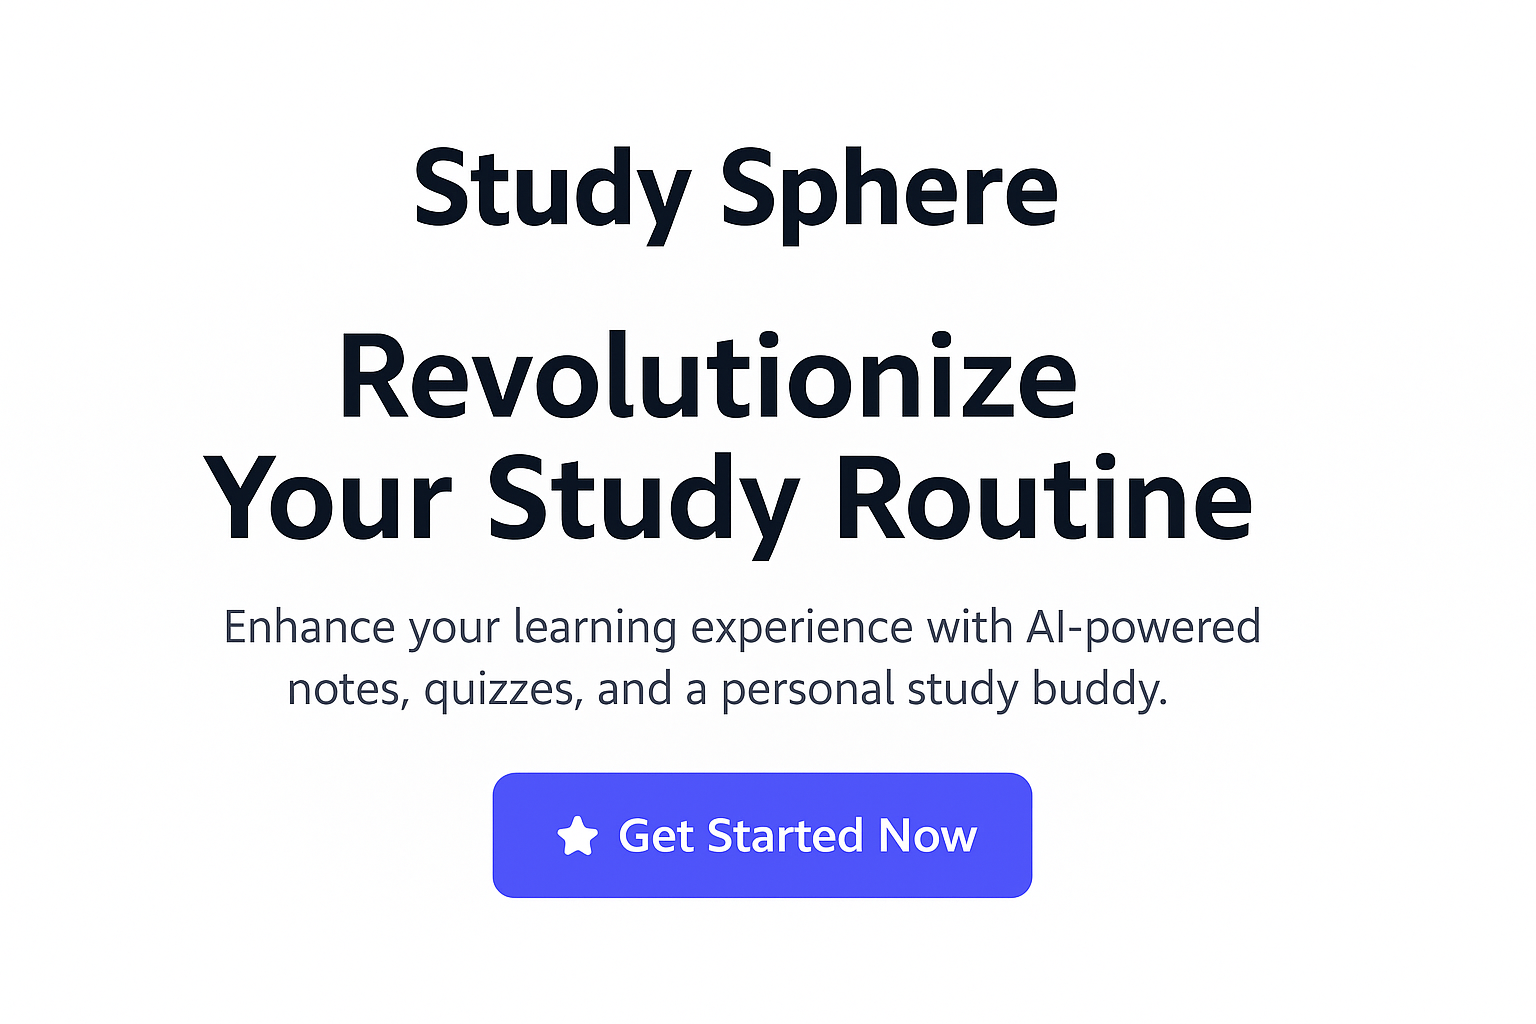 Study Sphere
Revolutionize
Your Study Routine
Enhance your learning experience with AI-powered
notes, quizzes, and a personal study buddy.
Get Started Now